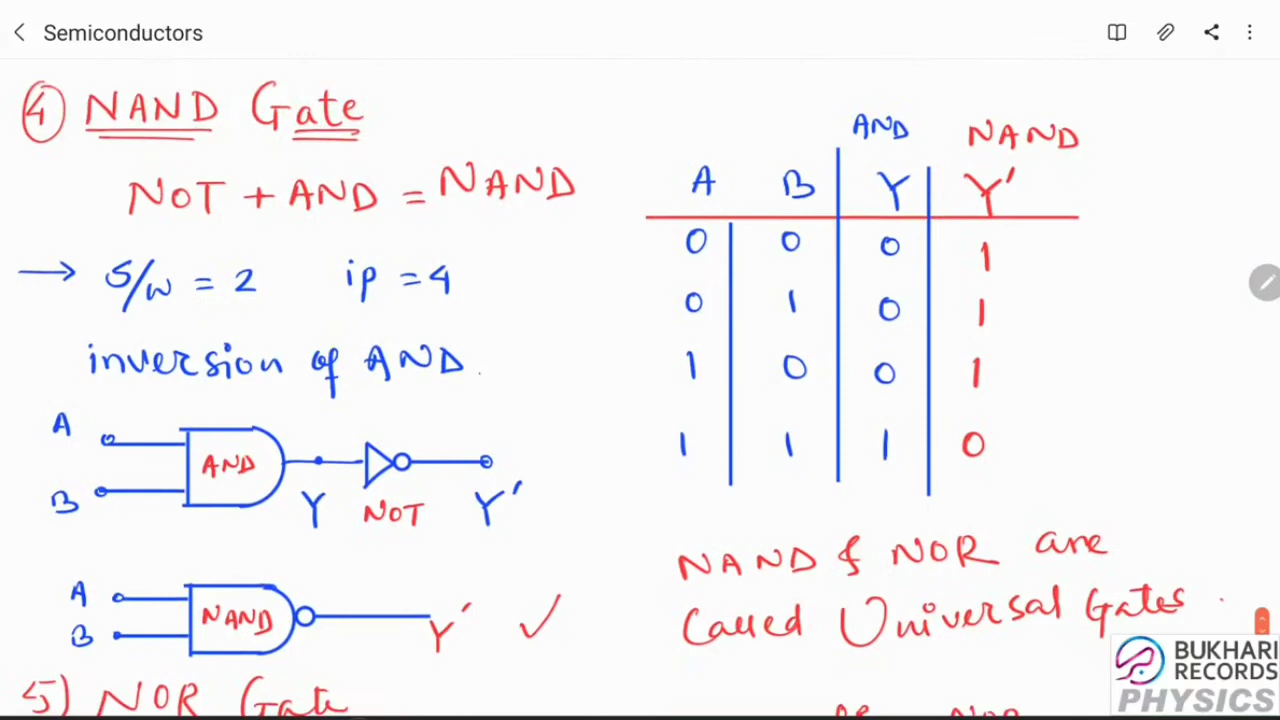 Semiconductors
4 NAND Gate
NOT + AND = NAND
→ S/W = 2 ip = 4
inversion of AND.
A
B
AND
Y
NOT
Y'
A
B
NAND
Y' ✓
5) NOR Gate
AND NAND
A B Y Y'
0 0 0 1
0 1 0 1
1 0 0 1
1 1 1 0
NAND & NOR are
Called Universal Gates.
BUKHARI
RECORDS
PHYSICS